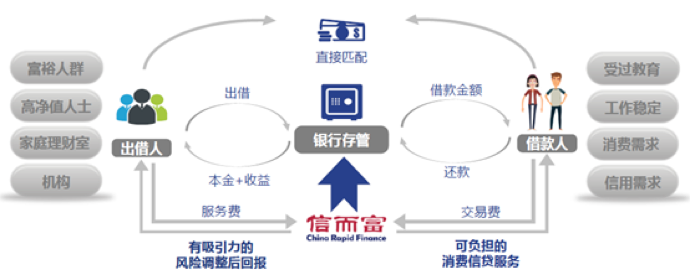 直接匹配
富裕人群
高净值人士
家庭理财室
机构
出借人
出借
本金+收益
银行存管
借款金额
还款
借款人
受过教育
工作稳定
消费需求
信用需求
服务费
交易费
信而富
China Rapid Finance
有吸引力的
风险调整后回报
可负担的
消费信贷服务